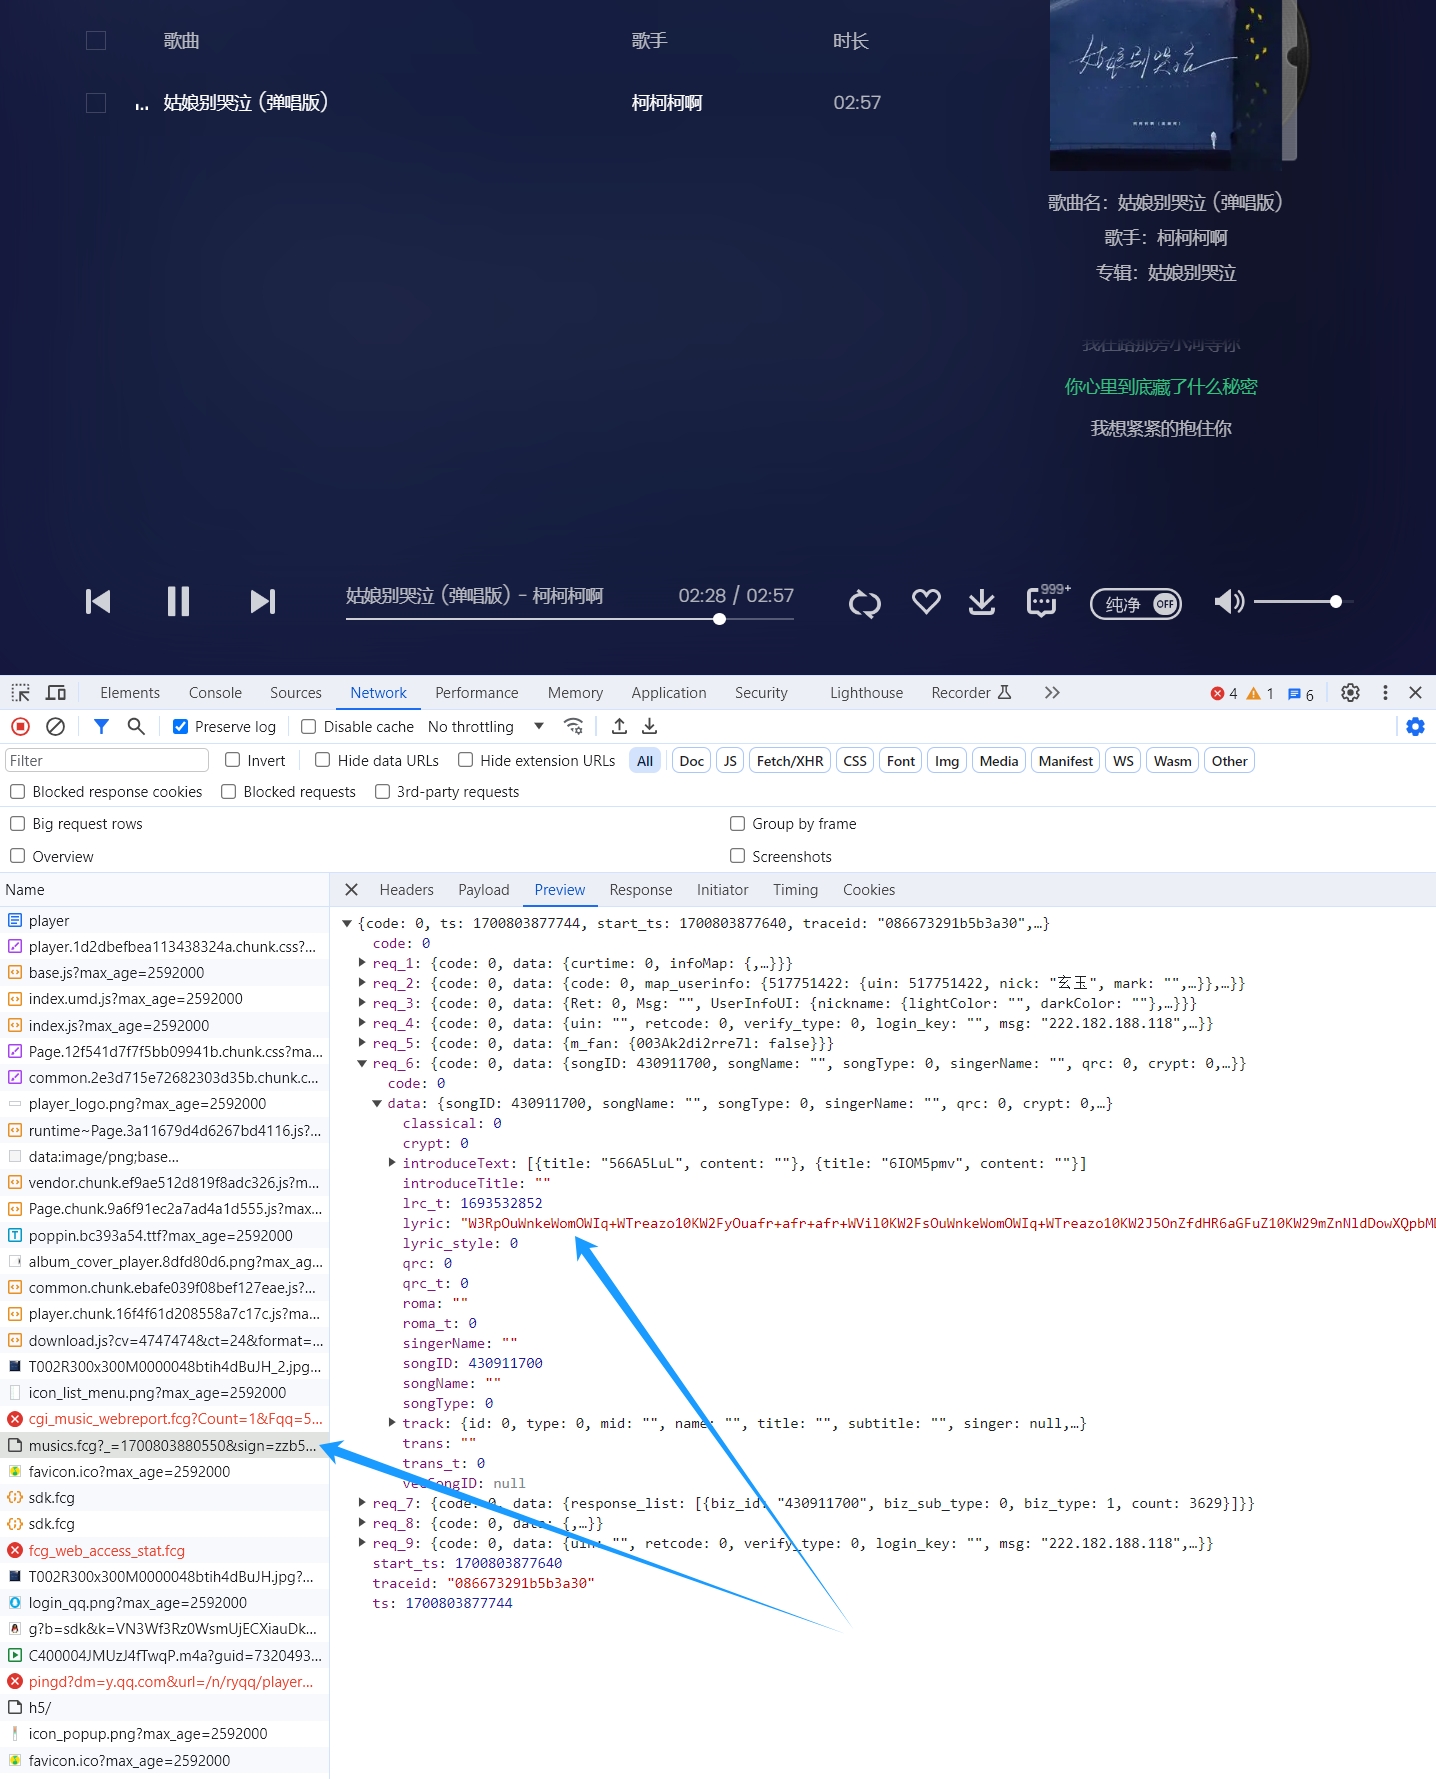 歌曲 歌手 时长
... 姑娘别哭泣 (弹唱版) 柯柯柯啊 02:57
姑娘别哭泣
歌曲名：姑娘别哭泣 (弹唱版)
歌手：柯柯柯啊
专辑：姑娘别哭泣
我在路那旁小河等你
你心里到底藏了什么秘密
我想紧紧的抱住你
姑娘别哭泣 (弹唱版) - 柯柯柯啊 02:28 / 02:57
999+
纯净 OFF
Elements Console Sources Network Performance Memory Application Security Lighthouse Recorder 4 1 6
Preserve log Disable cache No throttling
Filter Invert Hide data URLs Hide extension URLs All Doc JS Fetch/XHR CSS Font Img Media Manifest WS Wasm Other
Blocked response cookies Blocked requests 3rd-party requests
Big request rows Group by frame
Overview Screenshots
Name
player
player.1d2dbefbea113438324a.chunk.css?...
base.js?max_age=2592000
index.umd.js?max_age=2592000
index.js?max_age=2592000
Page.12f541d7f7f5bb09941b.chunk.css?ma...
common.2e3d715e72682303d35b.chunk.c...
player_logo.png?max_age=2592000
runtime~Page.3a11679d4d6267bd4116.js?...
data:image/png;base...
vendor.chunk.ef9ae512d819f8adc326.js?m...
Page.chunk.9a6f91ec2a7ad4a1d555.js?max...
poppin.bc393a54.ttf?max_age=2592000
album_cover_player.8dfd80d6.png?max_ag...
common.chunk.ebafe039f08bef127eae.js?...
player.chunk.16f4f61d208558a7c17c.js?ma...
download.js?cv=4747474&ct=24&format=...
T002R300x300M0000048btih4dBuJH_2.jpg...
icon_list_menu.png?max_age=2592000
cgi_music_webreport.fcg?Count=1&Fqq=5...
musics.fcg?_=1700803880550&sign=zzb5...
favicon.ico?max_age=2592000
sdk.fcg
sdk.fcg
fcg_web_access_stat.fcg
T002R300x300M0000048btih4dBuJH.jpg?...
login_qq.png?max_age=2592000
g?b=sdk&k=VN3Wf3Rz0WsmUjECXiauDk...
C400004JMUzJ4fTwqP.m4a?guid=7320493...
pingd?dm=y.qq.com&url=/n/ryqq/player...
h5/
icon_popup.png?max_age=2592000
favicon.ico?max_age=2592000
Headers Payload Preview Response Initiator Timing Cookies
{code: 0, ts: 1700803877744, start_ts: 1700803877640, traceid: "086673291b5b3a30",…}
code: 0
req_1: {code: 0, data: {curtime: 0, infoMap: {,…}}}
req_2: {code: 0, data: {code: 0, map_userinfo: {517751422: {uin: 517751422, nick: "玄玉", mark: "",…}},…}}
req_3: {code: 0, data: {Ret: 0, Msg: "", UserInfoUI: {nickname: {lightColor: "", darkColor: ""},…}}}
req_4: {code: 0, data: {uin: "", retcode: 0, verify_type: 0, login_key: "", msg: "222.182.188.118",…}}
req_5: {code: 0, data: {m_fan: {003Ak2di2rre7l: false}}}
req_6: {code: 0, data: {songID: 430911700, songName: "", songType: 0, singerName: "", qrc: 0, crypt: 0,…}}
code: 0
data: {songID: 430911700, songName: "", songType: 0, singerName: "", qrc: 0, crypt: 0,…}
classical: 0
crypt: 0
introduceText: [{title: "566A5LuL", content: ""}, {title: "6IOM5pmv", content: ""}]
introduceTitle: ""
lrc_t: 1693532852
lyric: "W3RpOuWnkeWomOWIq+WTreazo10KW2FyOuafr+afr+afr+WVil0KW2FsOuWnkeWomOWIq+WTreazo10KW2J5OnZfdHR6aGFuZ10KW29mZnNldDowXQpbMD
lyric_style: 0
qrc: 0
qrc_t: 0
roma: ""
roma_t: 0
singerName: ""
songID: 430911700
songName: ""
songType: 0
track: {id: 0, type: 0, mid: "", name: "", title: "", subtitle: "", singer: null,…}
trans: ""
trans_t: 0
vecSongID: null
req_7: {code: 0, data: {response_list: [{biz_id: "430911700", biz_sub_type: 0, biz_type: 1, count: 3629}]}}
req_8: {code: 0, data: {,…}}
req_9: {code: 0, data: {uin: "", retcode: 0, verify_type: 0, login_key: "", msg: "222.182.188.118",…}}
start_ts: 1700803877640
traceid: "086673291b5b3a30"
ts: 1700803877744